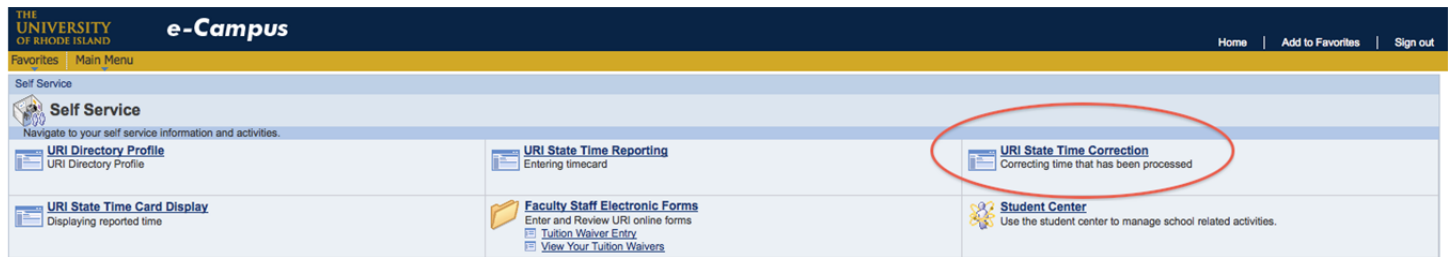 THE
UNIVERSITY
OF RHODE ISLAND
e-Campus
Home | Add to Favorites | Sign out
Favorites | Main Menu
Self Service
Self Service
Navigate to your self service information and activities.
URI Directory Profile
URI Directory Profile
URI State Time Reporting
Entering timecard
URI State Time Correction
Correcting time that has been processed
URI State Time Card Display
Displaying reported time
Faculty Staff Electronic Forms
Enter and Review URI online forms
Tuition Waiver Entry
View Your Tuition Waivers
Student Center
Use the student center to manage school related activities.